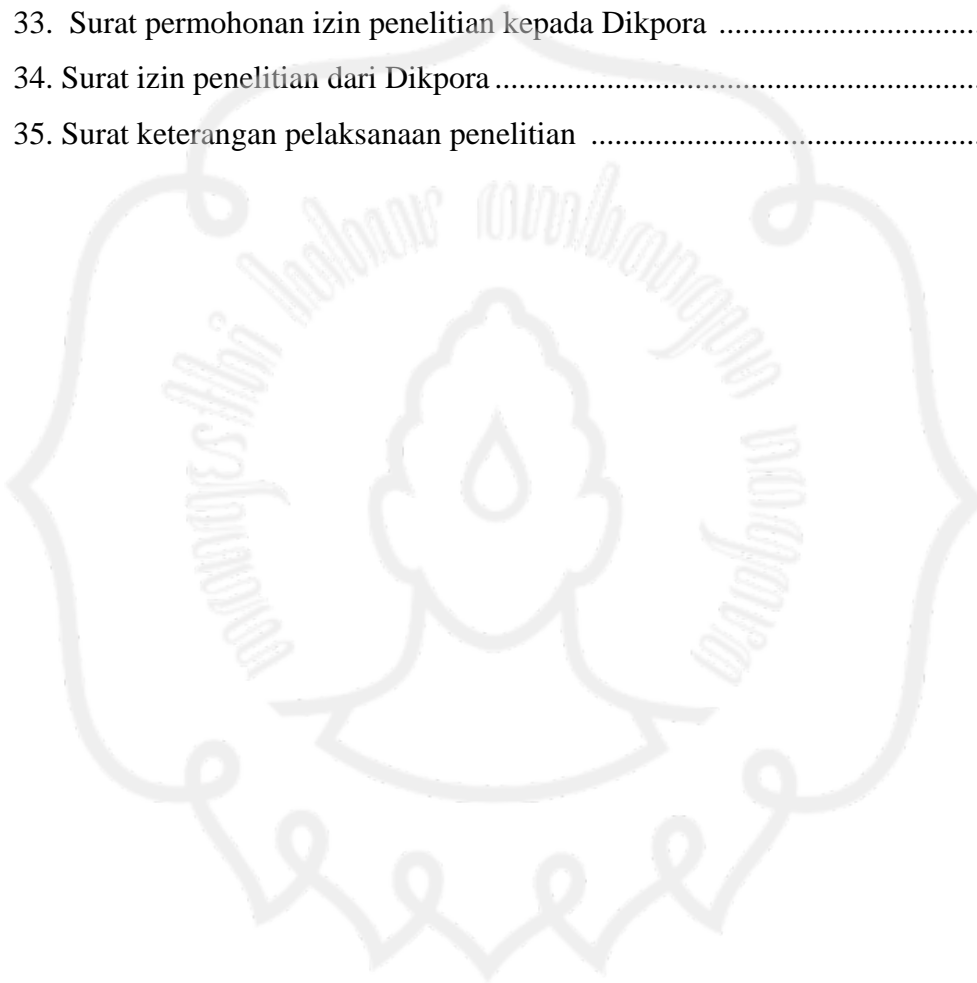 33. Surat permohonan izin penelitian kepada Dikpora ................................
34. Surat izin penelitian dari Dikpora ............................................................
35. Surat keterangan pelaksanaan penelitian ................................................